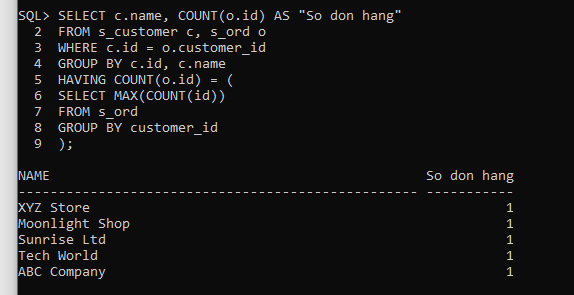 SQL> SELECT c.name, COUNT(o.id) AS "So don hang"
  2  FROM s_customer c, s_ord o
  3  WHERE c.id = o.customer_id
  4  GROUP BY c.id, c.name
  5  HAVING COUNT(o.id) = (
  6  SELECT MAX(COUNT(id))
  7  FROM s_ord
  8  GROUP BY customer_id
  9  );
NAME                                               So don hang
-------------------------------------------------- -----------
XYZ Store                                                    1
Moonlight Shop                                               1
Sunrise Ltd                                                  1
Tech World                                                   1
ABC Company                                                  1